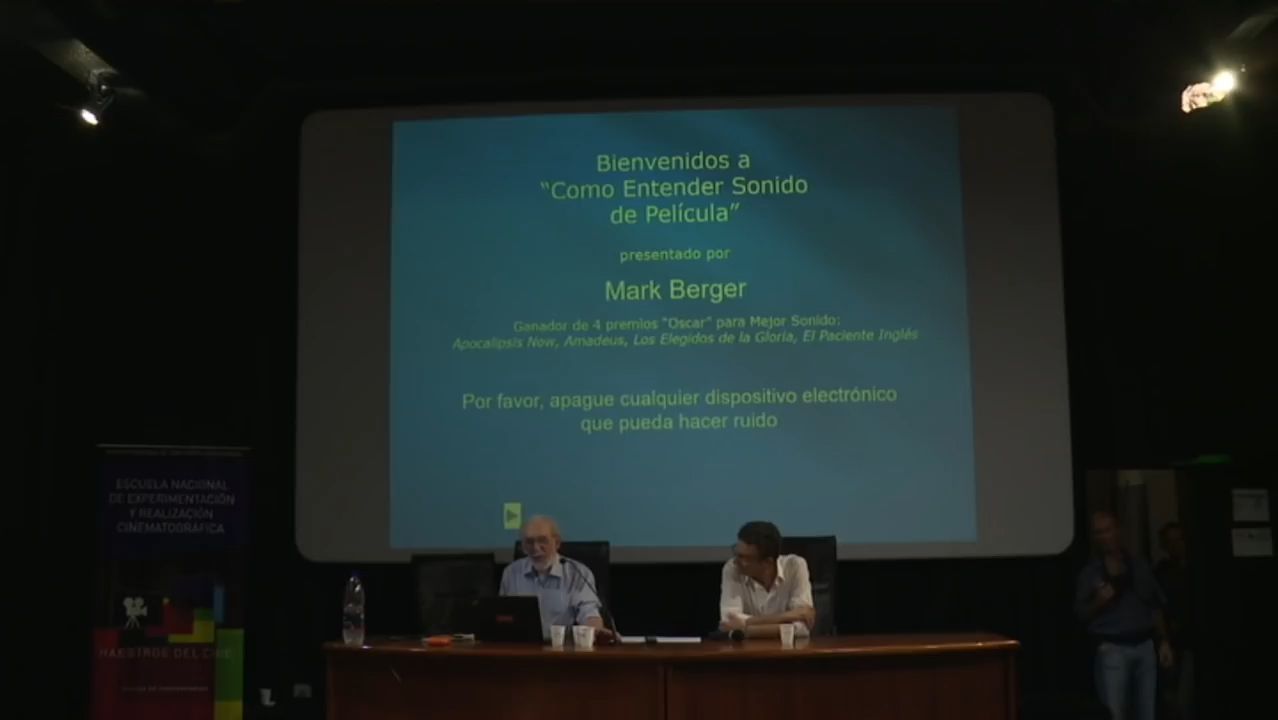 Bienvenidos a
“Como Entender Sonido
de Película”
presentado por
Mark Berger
Ganador de 4 premios “Oscar” para Mejor Sonido:
Apocalipsis Now, Amadeus, Los Elegidos de la Gloria, El Paciente Inglés
Por favor, apague cualquier dispositivo electrónico
que pueda hacer ruido
ESCUELA NACIONAL
DE EXPERIMENTACIÓN
Y REALIZACIÓN
CINEMATOGRÁFICA
MAESTROS DEL CINE